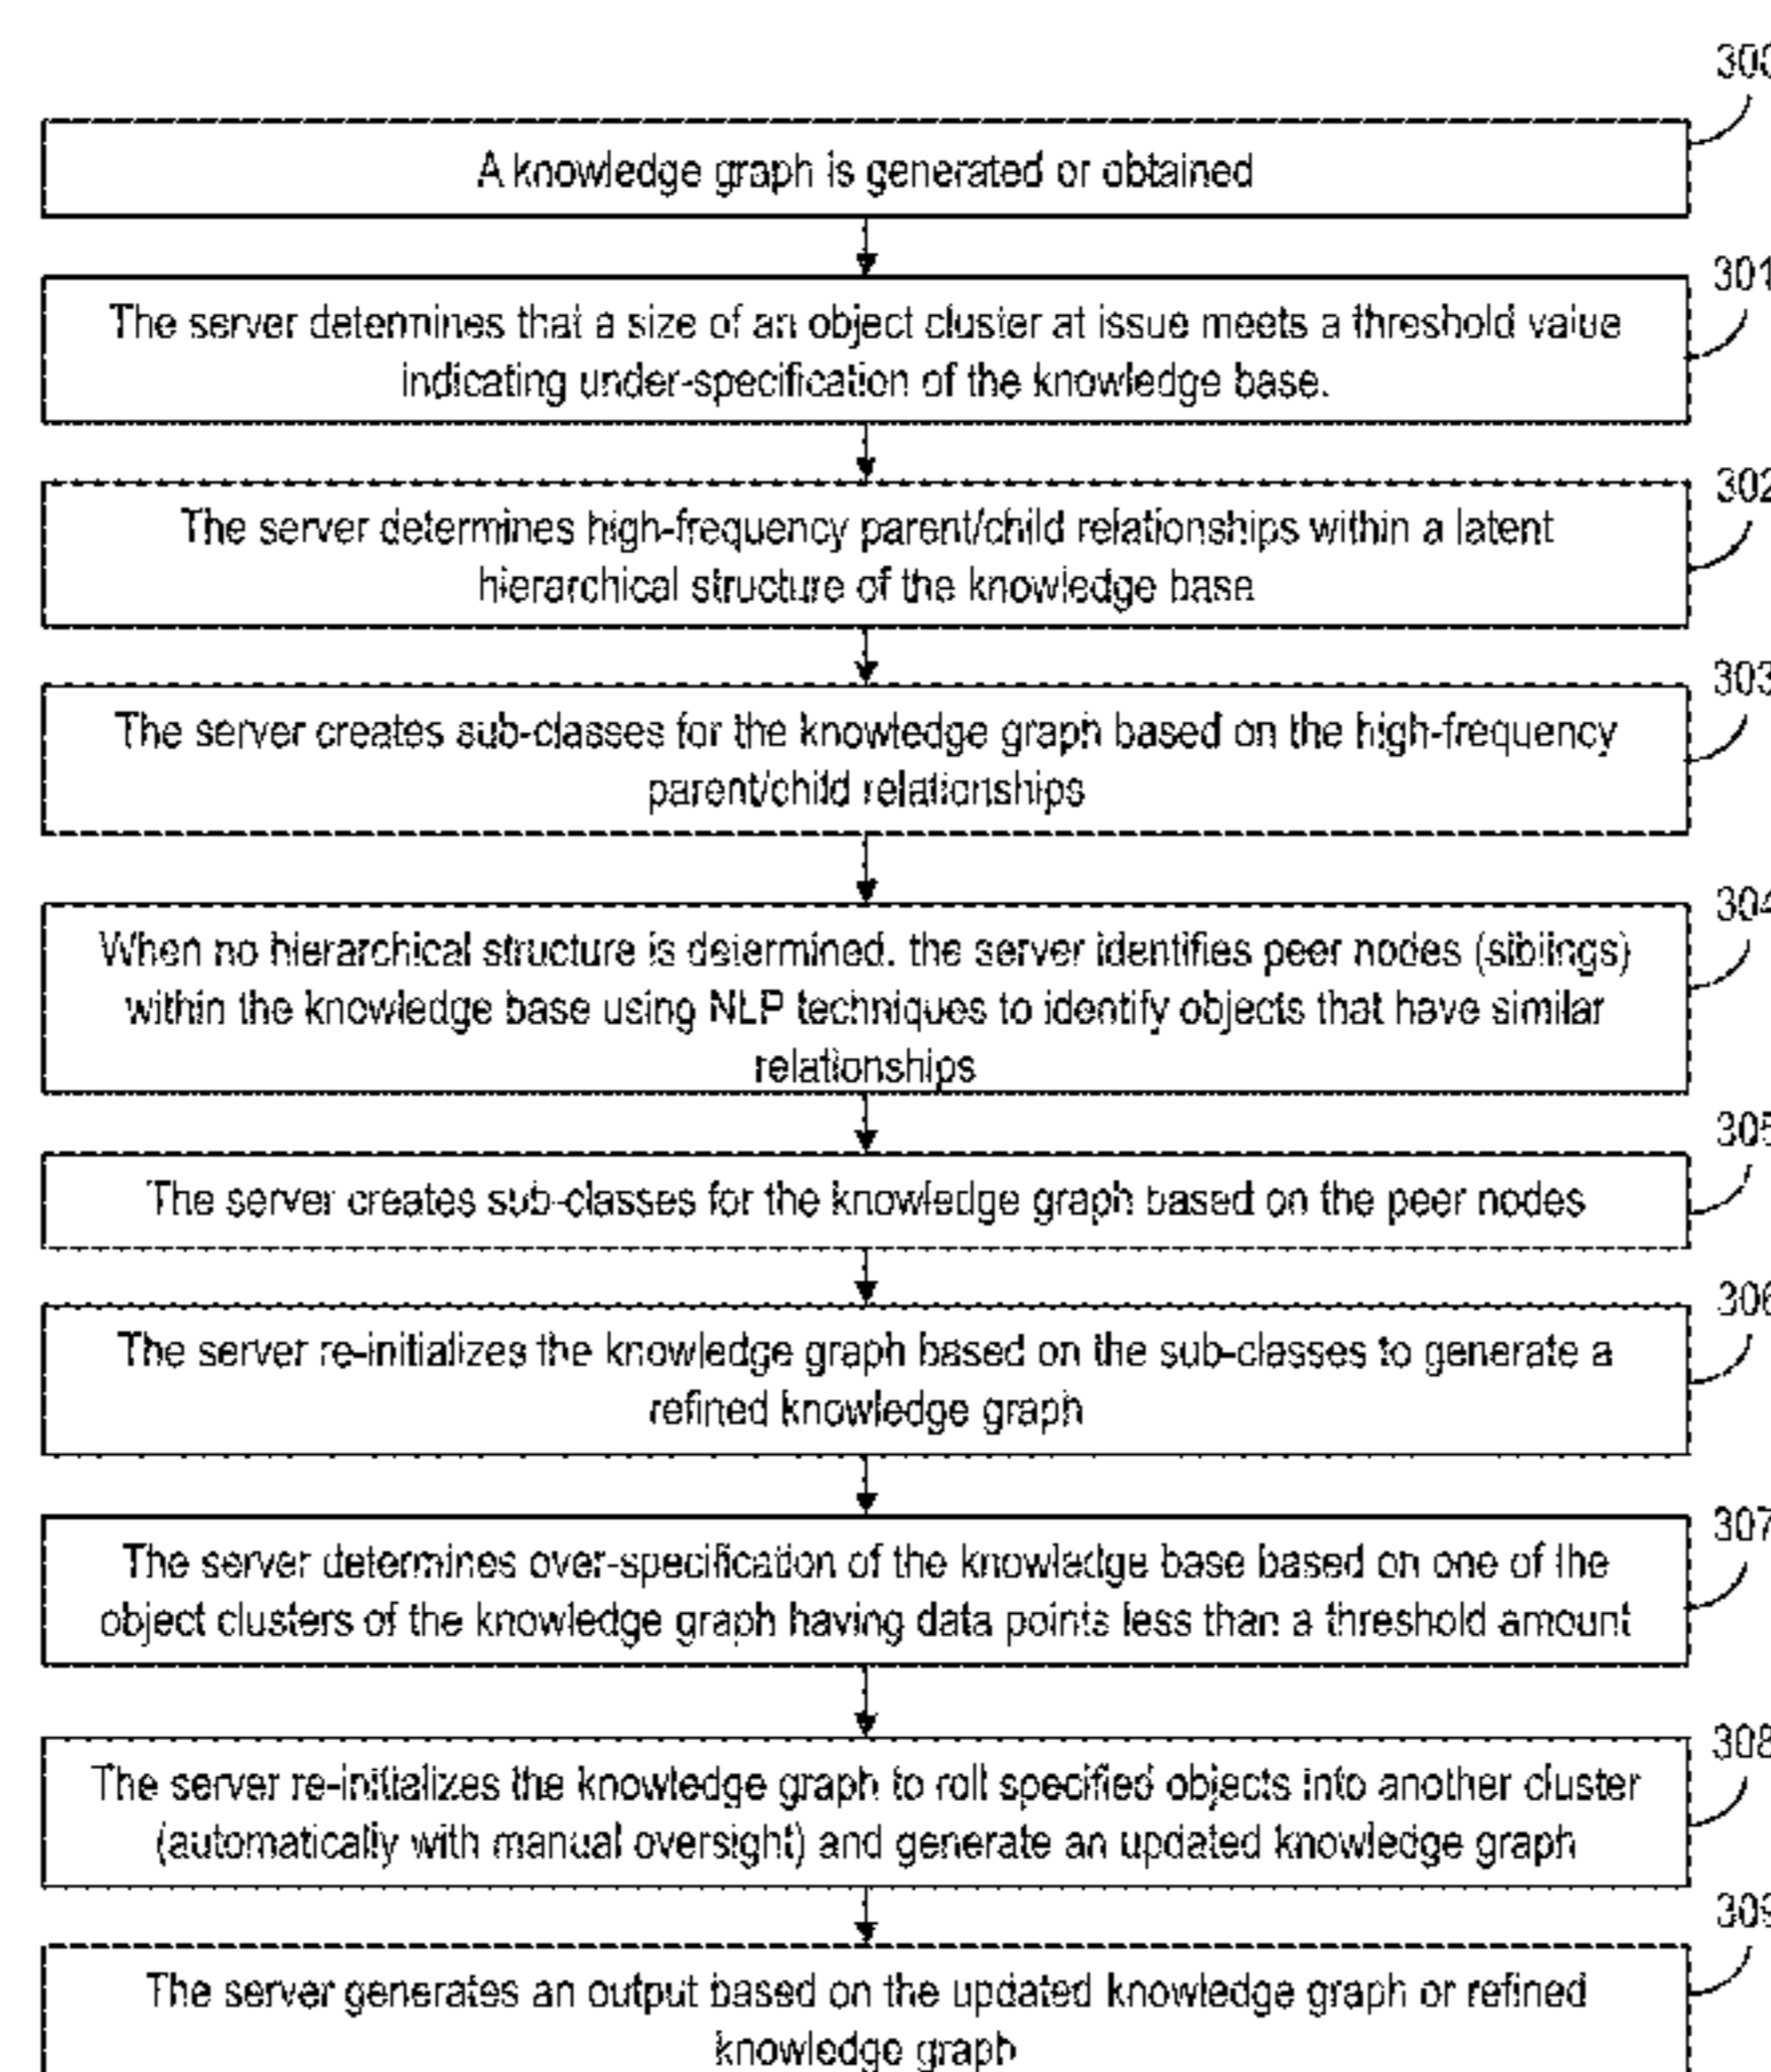 300
A knowledge graph is generated or obtained
301
The server determines that a size of an object cluster at issue meets a threshold value
indicating under-specification of the knowledge base.
302
The server determines high-frequency parent/child relationships within a latent
hierarchical structure of the knowledge base
303
The server creates sub-classes for the knowledge graph based on the high-frequency
parent/child relationships
304
When no hierarchical structure is determined, the server identifies peer nodes (siblings)
within the knowledge base using NLP techniques to identify objects that have similar
relationships
305
The server creates sub-classes for the knowledge graph based on the peer nodes
306
The server re-initializes the knowledge graph based on the sub-classes to generate a
refined knowledge graph
307
The server determines over-specification of the knowledge base based on one of the
object clusters of the knowledge graph having data points less than a threshold amount
308
The server re-initializes the knowledge graph to roll specified objects into another cluster
(automatically with manual oversight) and generate an updated knowledge graph
309
The server generates an output based on the updated knowledge graph or refined
knowledge graph